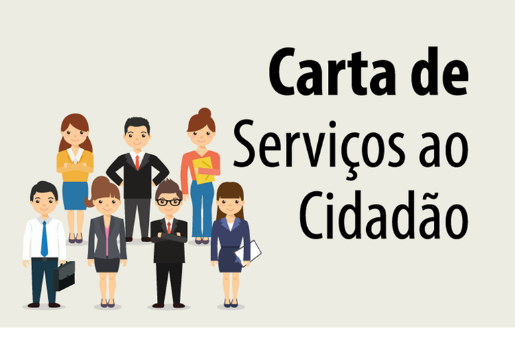 Carta de
Serviços ao
Cidadão